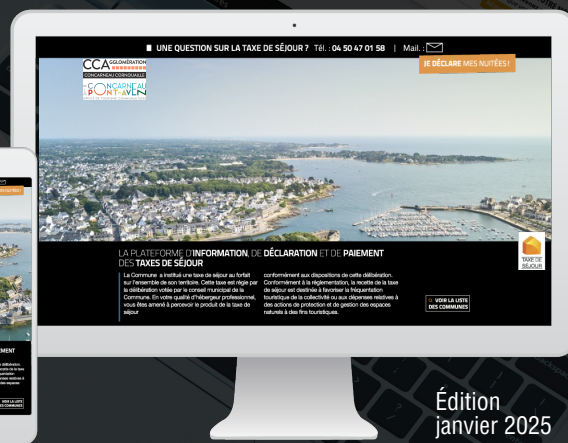 UNE QUESTION SUR LA TAXE DE SÉJOUR ? Tél. : 04 50 47 01 58 | Mail. :
JE DÉCLARE MES NUITÉES !
CCA GGLOMÉRATION
CONCARNEAU CORNOUAILLE
CONCARNEAU
PONT-AVEN
LA PLATEFORME D'INFORMATION, DE DÉCLARATION ET DE PAIEMENT
DES TAXES DE SÉJOUR
La Commune a institué une taxe de séjour au forfait
sur l'ensemble de son territoire. Cette taxe est régie par
la délibération votée par le conseil municipal de la
Commune. En votre qualité d'hébergeur professionnel,
vous êtes amené à percevoir le produit de la taxe de
séjour
conformément aux dispositions de cette délibération.
Conformément à la réglementation, la recette de la taxe
de séjour est destinée à favoriser la fréquentation
touristique de la collectivité ou aux dépenses relatives à
des actions de protection et de gestion des espaces
naturels à des fins touristiques.
TAXE DE
SÉJOUR
VOIR LA LISTE
DES COMMUNES
Édition
janvier 2025